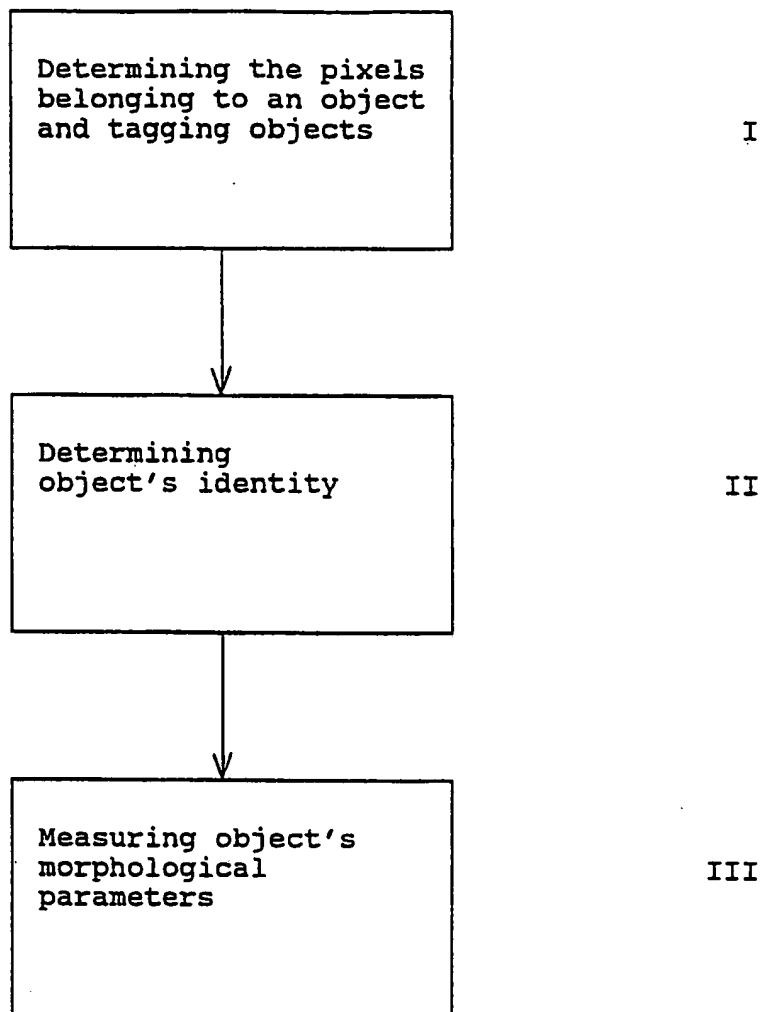 Determining the pixels
belonging to an object
and tagging objects
I
Determining
object's identity
II
Measuring object's
morphological
parameters
III